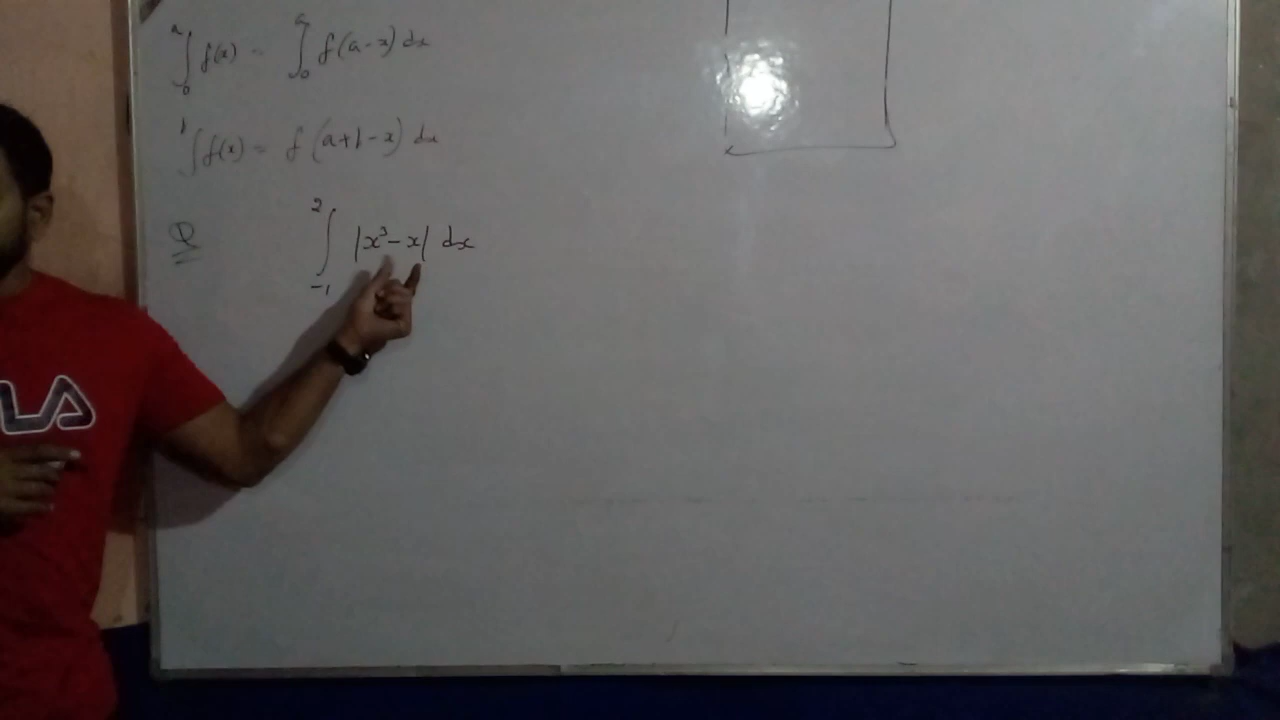 ∫₀ᵃ f(x) = ∫₀ᵃ f(a-x) dx
∫ᵇ f(x) = f(a+b-x) dx
Q ∫₋₁² |x³-x| dx
LA